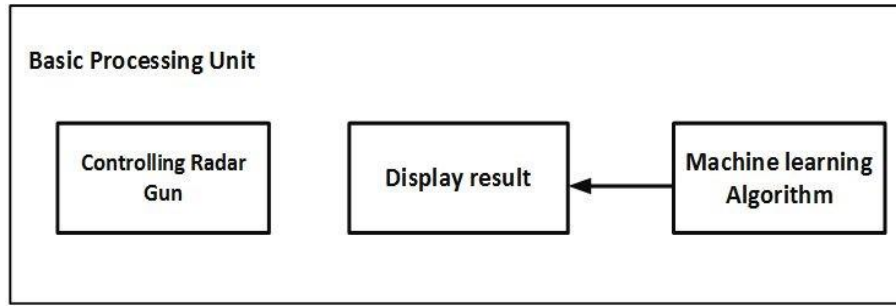 Basic Processing Unit
Controlling Radar
Gun
Display result
Machine learning
Algorithm